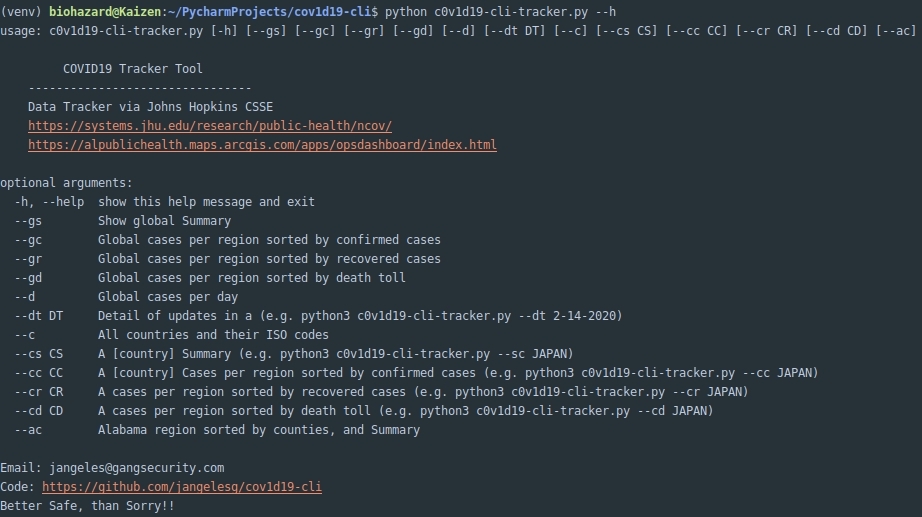 (venv) biohazard@Kaizen:~/PycharmProjects/cov1d19-cli$ python c0v1d19-cli-tracker.py --h
usage: c0v1d19-cli-tracker.py [-h] [--gs] [--gc] [--gr] [--gd] [--d] [--dt DT] [--c] [--cs CS] [--cc CC] [--cr CR] [--cd CD] [--ac]
COVID19 Tracker Tool
--------------------------------
Data Tracker via Johns Hopkins CSSE
https://systems.jhu.edu/research/public-health/ncov/
https://alpublichealth.maps.arcgis.com/apps/opsdashboard/index.html
optional arguments:
-h, --help  show this help message and exit
--gs        Show global Summary
--gc        Global cases per region sorted by confirmed cases
--gr        Global cases per region sorted by recovered cases
--gd        Global cases per region sorted by death toll
--d         Global cases per day
--dt DT     Detail of updates in a (e.g. python3 c0v1d19-cli-tracker.py --dt 2-14-2020)
--c         All countries and their ISO codes
--cs CS     A [country] Summary (e.g. python3 c0v1d19-cli-tracker.py --sc JAPAN)
--cc CC     A [country] Cases per region sorted by confirmed cases (e.g. python3 c0v1d19-cli-tracker.py --cc JAPAN)
--cr CR     A cases per region sorted by recovered cases (e.g. python3 c0v1d19-cli-tracker.py --cr JAPAN)
--cd CD     A cases per region sorted by death toll (e.g. python3 c0v1d19-cli-tracker.py --cd JAPAN)
--ac        Alabama region sorted by counties, and Summary
Email: jangeles@gangsecurity.com
Code: https://github.com/jangelesg/cov1d19-cli
Better Safe, than Sorry!!